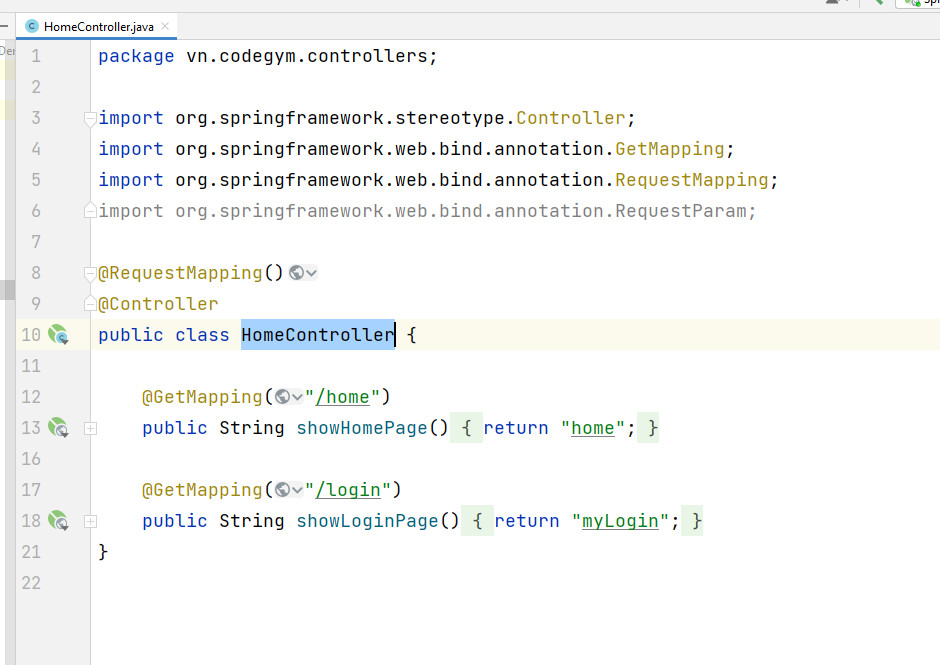 HomeController.java
1 package vn.codegym.controllers;
2
3 import org.springframework.stereotype.Controller;
4 import org.springframework.web.bind.annotation.GetMapping;
5 import org.springframework.web.bind.annotation.RequestMapping;
6 import org.springframework.web.bind.annotation.RequestParam;
7
8 @RequestMapping()
9 @Controller
10 public class HomeController {
11
12 @GetMapping("/home")
13 public String showHomePage() { return "home"; }
16
17 @GetMapping("/login")
18 public String showLoginPage() { return "myLogin"; }
21 }
22